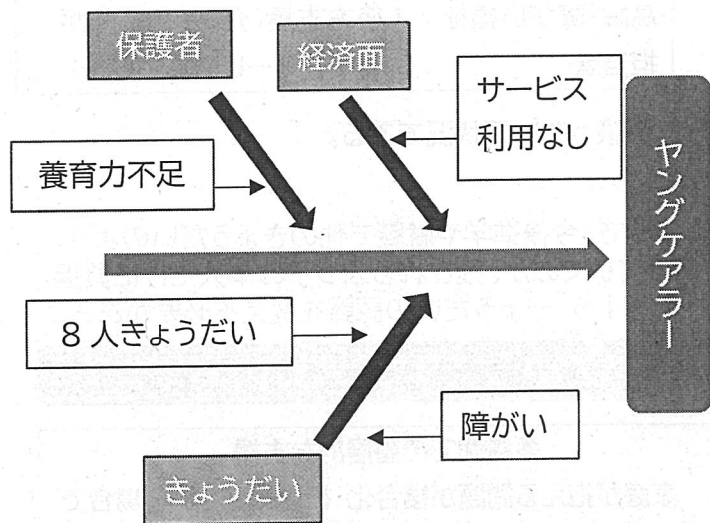 保護者
経済面
サービス
利用なし
養育力不足
ヤングケアラー
8人きょうだい
障がい
きょうだい